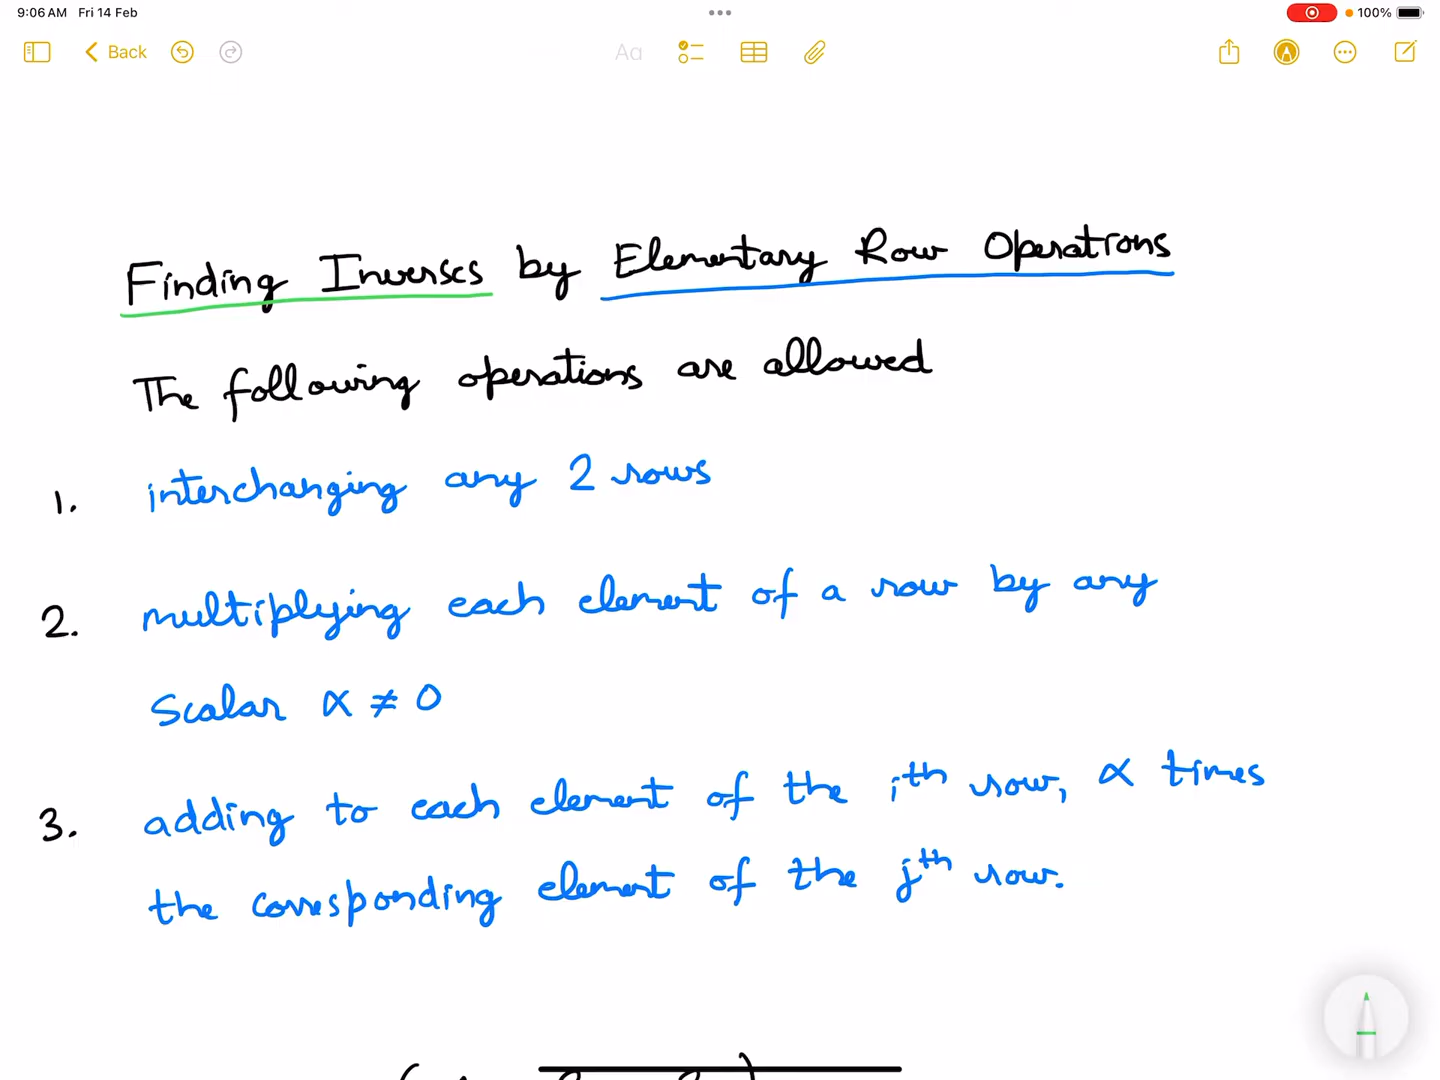 9:06 AM Fri 14 Feb
100%
Back
Aa
Finding Inverses by Elementary Row Operations
The following operations are allowed
1. interchanging any 2 rows
2. multiplying each element of a row by any
Scalar α ≠ 0
3. adding to each element of the ith row, α times
the corresponding element of the jth row.